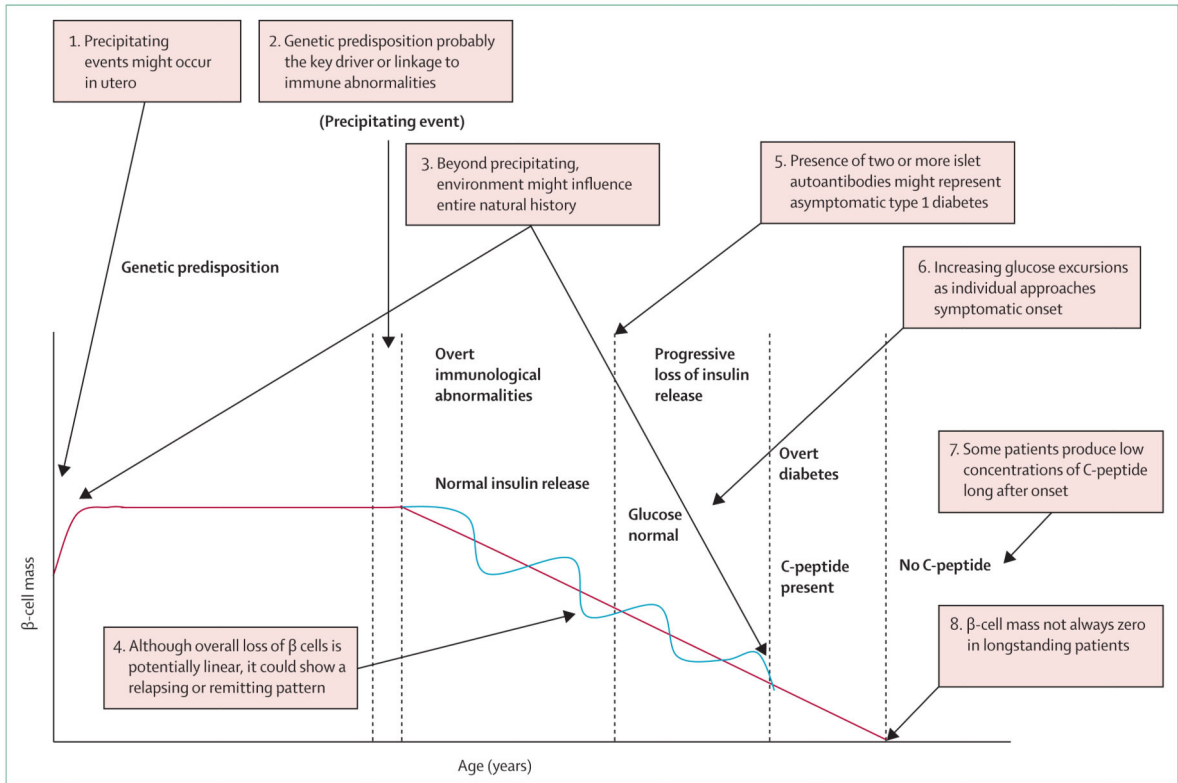 1. Precipitating
events might occur
in utero
2. Genetic predisposition probably
the key driver or linkage to
immune abnormalities
(Precipitating event)
3. Beyond precipitating,
environment might influence
entire natural history
5. Presence of two or more islet
autoantibodies might represent
asymptomatic type 1 diabetes
Genetic predisposition
6. Increasing glucose excursions
as individual approaches
symptomatic onset
Overt
immunological
abnormalities
Progressive
loss of insulin
release
Normal insulin release
Glucose
normal
Overt
diabetes
7. Some patients produce low
concentrations of C-peptide
long after onset
C-peptide
present
No C-peptide
β-cell mass
4. Although overall loss of β cells is
potentially linear, it could show a
relapsing or remitting pattern
8. β-cell mass not always zero
in longstanding patients
Age (years)